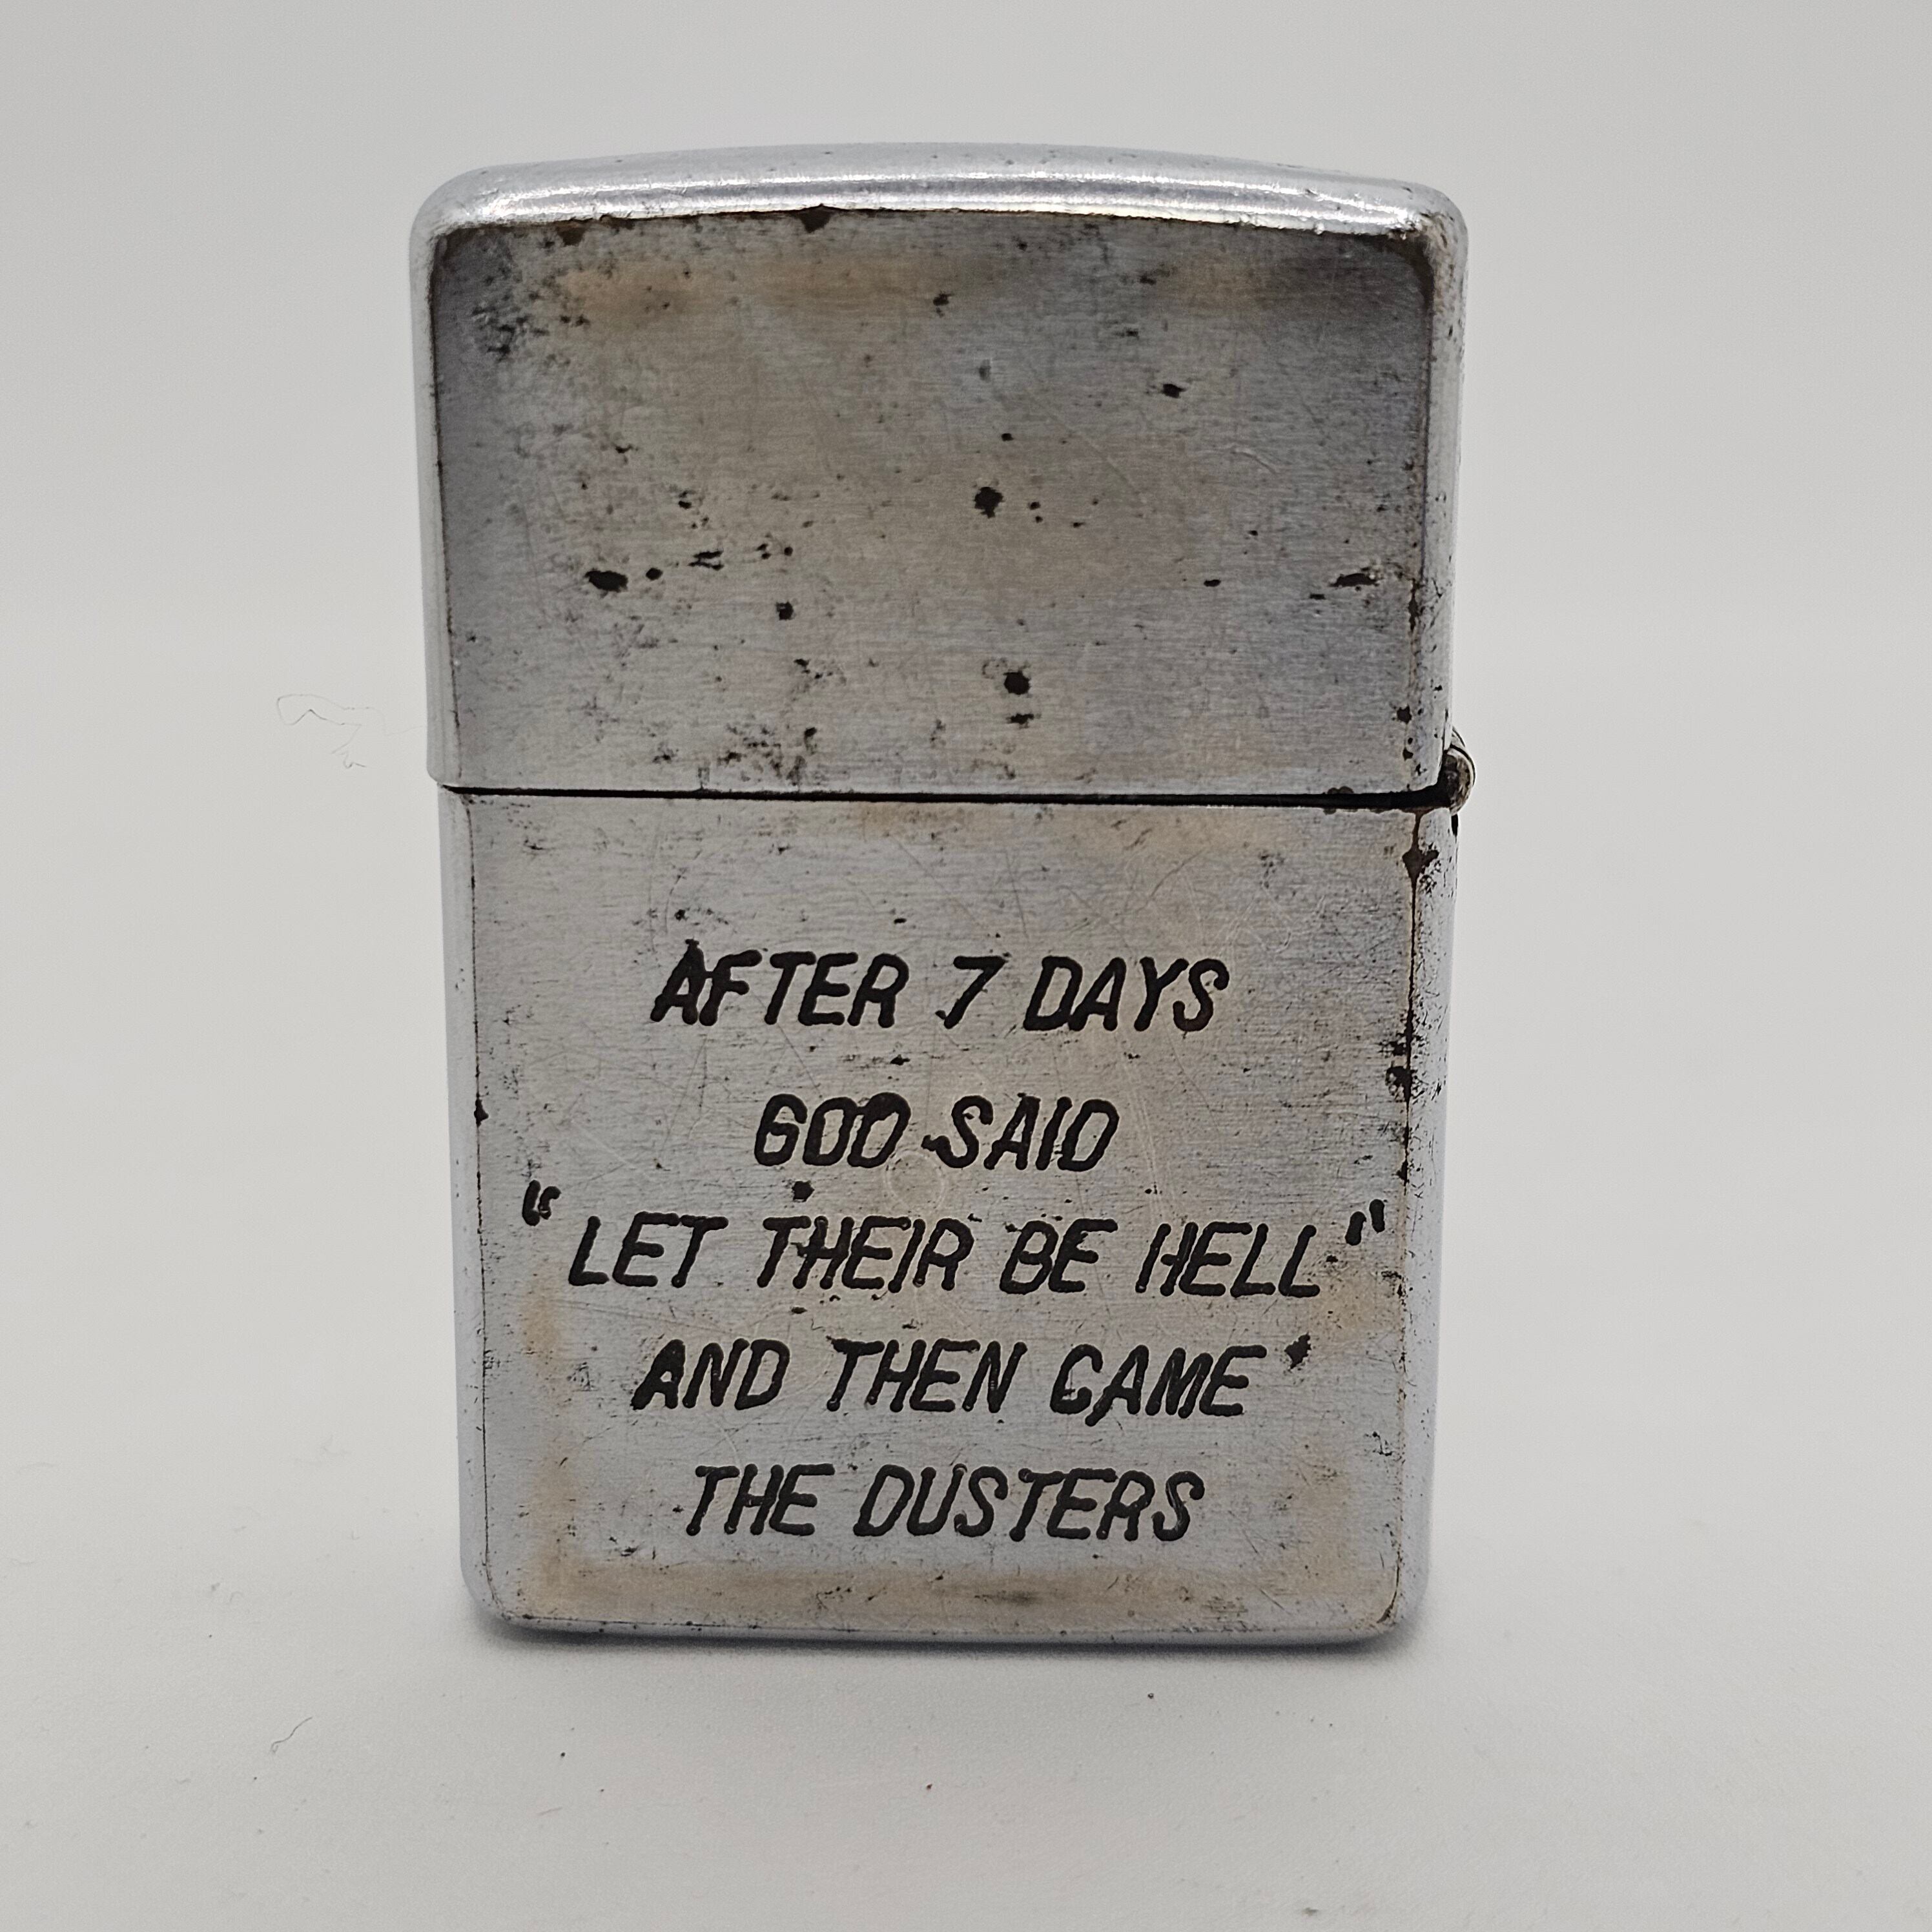 AFTER 7 DAYS
GOD SAID
"LET THEIR BE HELL"
AND THEN CAME
THE DUSTERS